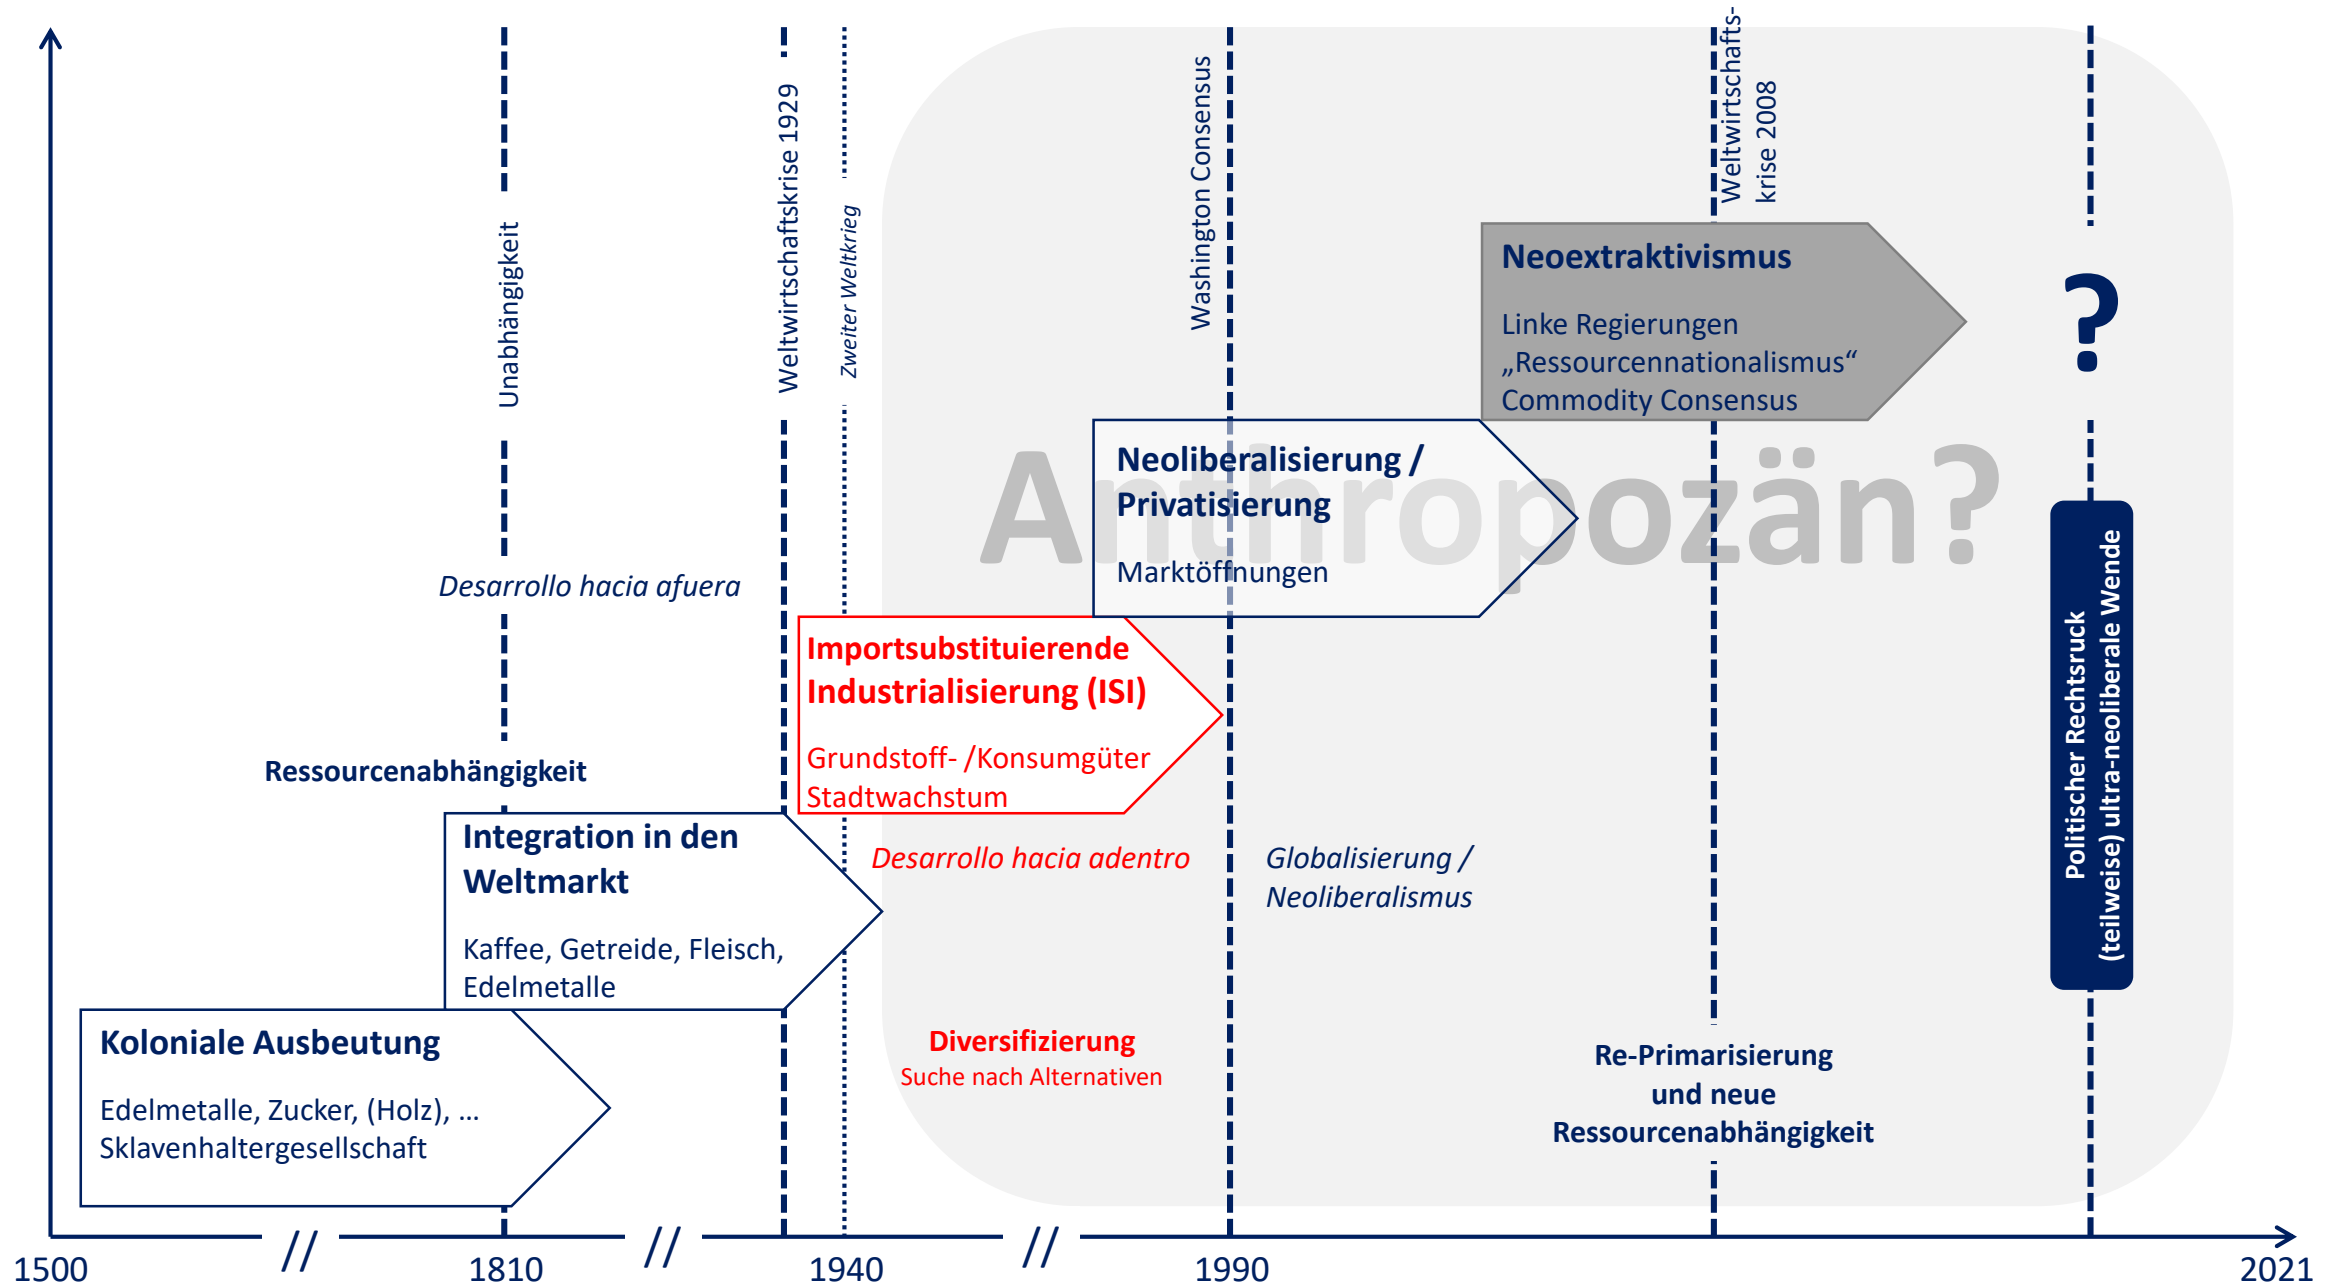 Unabhängigkeit
Weltwirtschaftskrise 1929
Zweiter Weltkrieg
Washington Consensus
Weltwirtschafts-
krise 2008
Neoextraktivismus
Linke Regierungen
„Ressourcennationalismus“
Commodity Consensus
?
Anthropozän?
Neoliberalisierung /
Privatisierung
Marktöffnungen
Desarrollo hacia afuera
Importsubstituierende
Industrialisierung (ISI)
Grundstoff- /Konsumgüter
Stadtwachstum
Politischer Rechtsruck
(teilweise) ultra-neoliberale Wende
Ressourcenabhängigkeit
Integration in den
Weltmarkt
Kaffee, Getreide, Fleisch,
Edelmetalle
Desarrollo hacia adentro
Globalisierung /
Neoliberalismus
Koloniale Ausbeutung
Edelmetalle, Zucker, (Holz), ...
Sklavenhaltergesellschaft
Diversifizierung
Suche nach Alternativen
Re-Primarisierung
und neue
Ressourcenabhängigkeit
// // //
1500 1810 1940 1990 2021